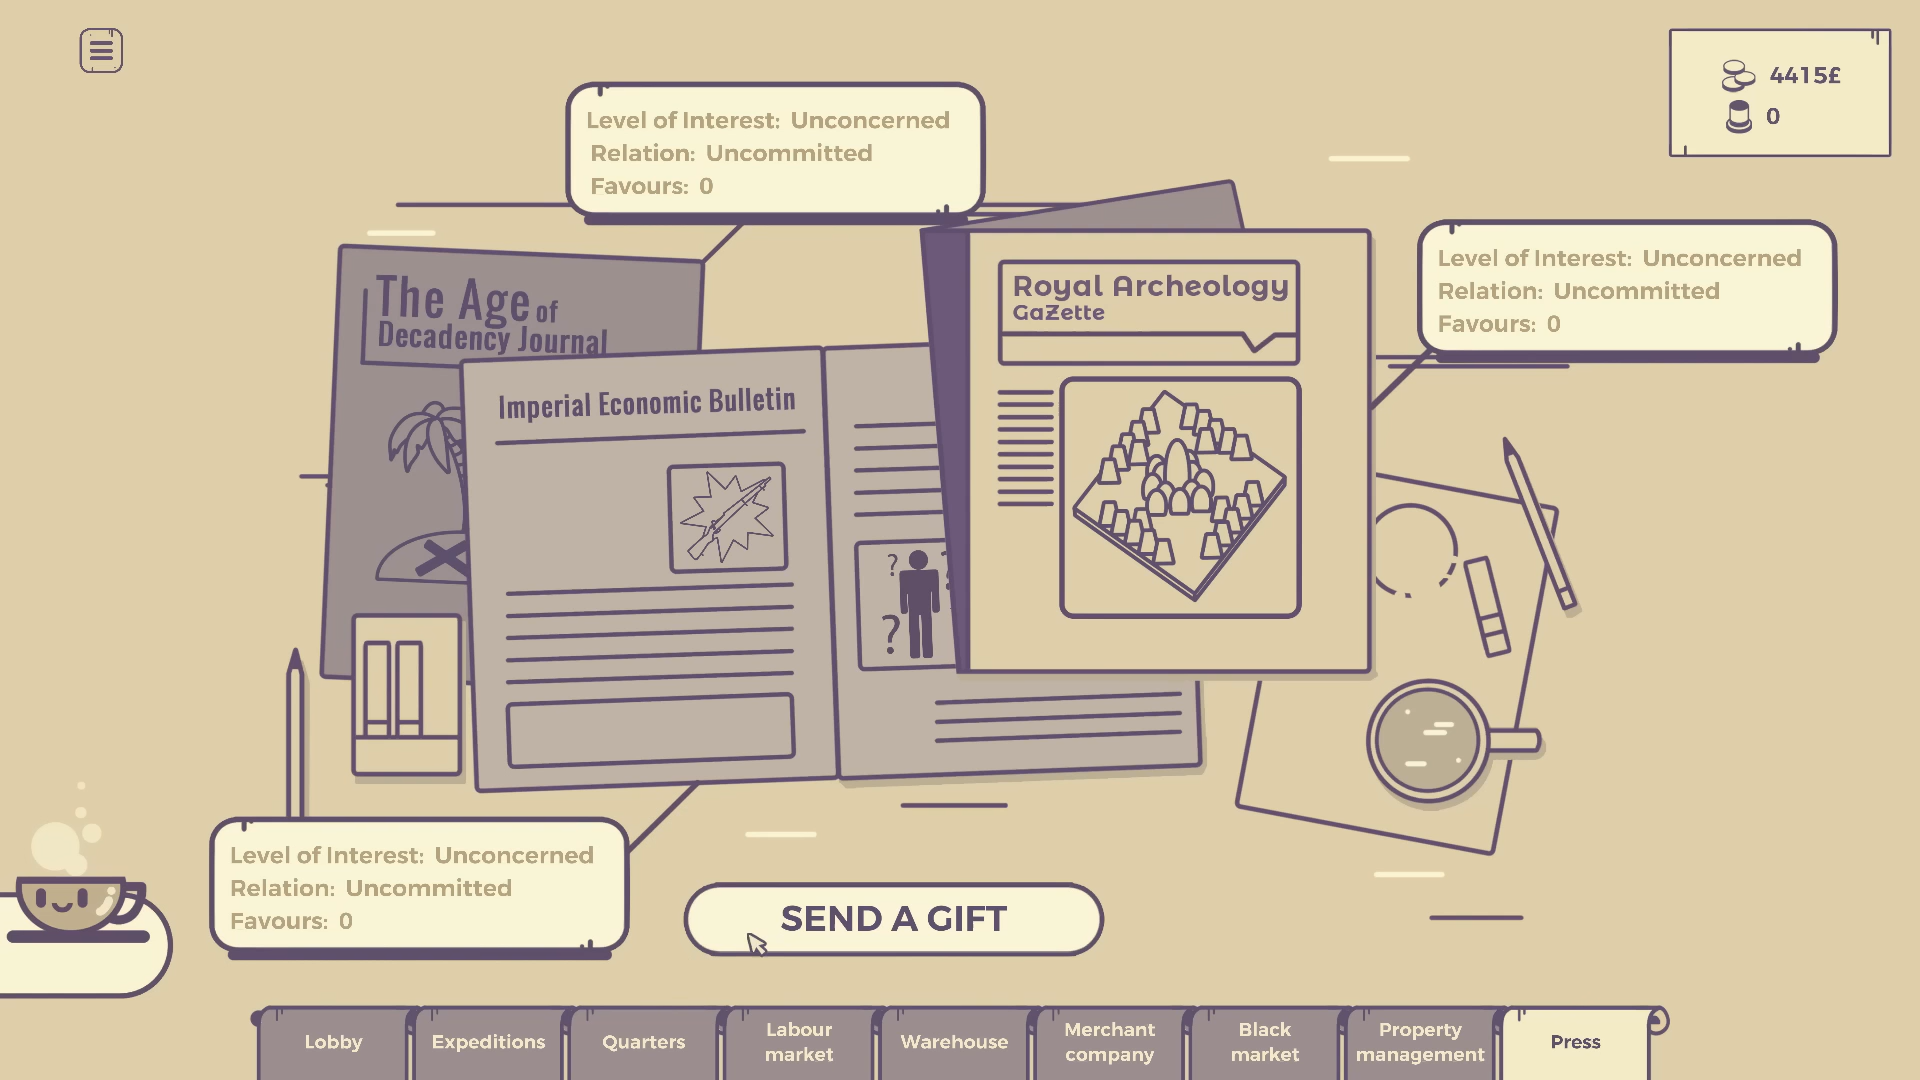 4415£
0
Level of Interest: Unconcerned
Relation: Uncommitted
Favours: 0
Level of Interest: Unconcerned
Relation: Uncommitted
Favours: 0
The Age of
Decadency Journal
Royal Archeology
GaZette
Imperial Economic Bulletin
?
?
Level of Interest: Unconcerned
Relation: Uncommitted
Favours: 0
SEND A GIFT
Lobby
Expeditions
Quarters
Labour
market
Warehouse
Merchant
company
Black
market
Property
management
Press